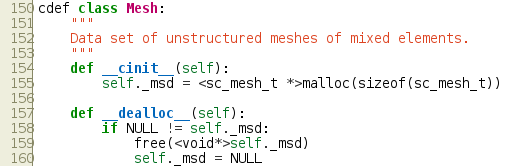 150 cdef class Mesh:
151     """
152     Data set of unstructured meshes of mixed elements.
153     """
154     def __cinit__(self):
155         self._msd = <sc_mesh_t *>malloc(sizeof(sc_mesh_t))
156
157     def __dealloc__(self):
158         if NULL != self._msd:
159             free(<void*>self._msd)
160             self._msd = NULL